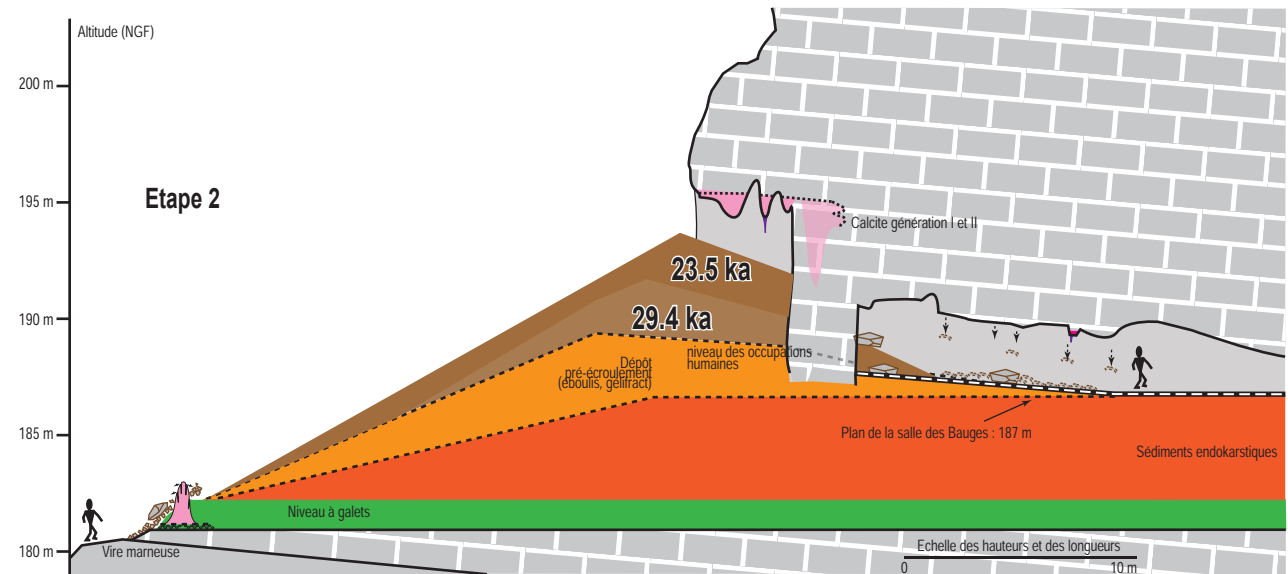 Altitude (NGF)
200 m
Etape 2
195 m
Calcite génération I et II
23.5 ka
29.4 ka
190 m
niveau des occupations
humaines
Dépôt
pré-écroulement
(éboulis, gélifract)
185 m
Plan de la salle des Bauges : 187 m
Sédiments endokarstiques
Niveau à galets
180 m
Vire marneuse
Echelle des hauteurs et des longueurs
0
10 m